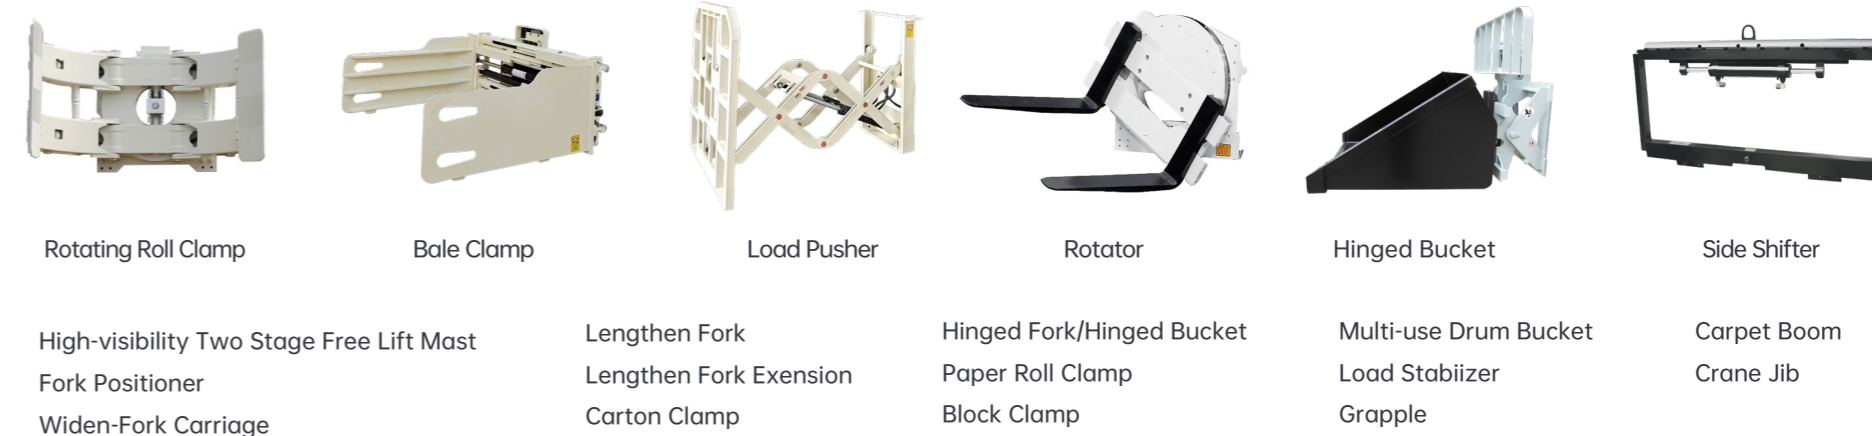 Rotating Roll Clamp
Bale Clamp
Load Pusher
Rotator
Hinged Bucket
Side Shifter
High-visibility Two Stage Free Lift Mast
Fork Positioner
Widen-Fork Carriage
Lengthen Fork
Lengthen Fork Exension
Carton Clamp
Hinged Fork/Hinged Bucket
Paper Roll Clamp
Block Clamp
Multi-use Drum Bucket
Load Stabiizer
Grapple
Carpet Boom
Crane Jib